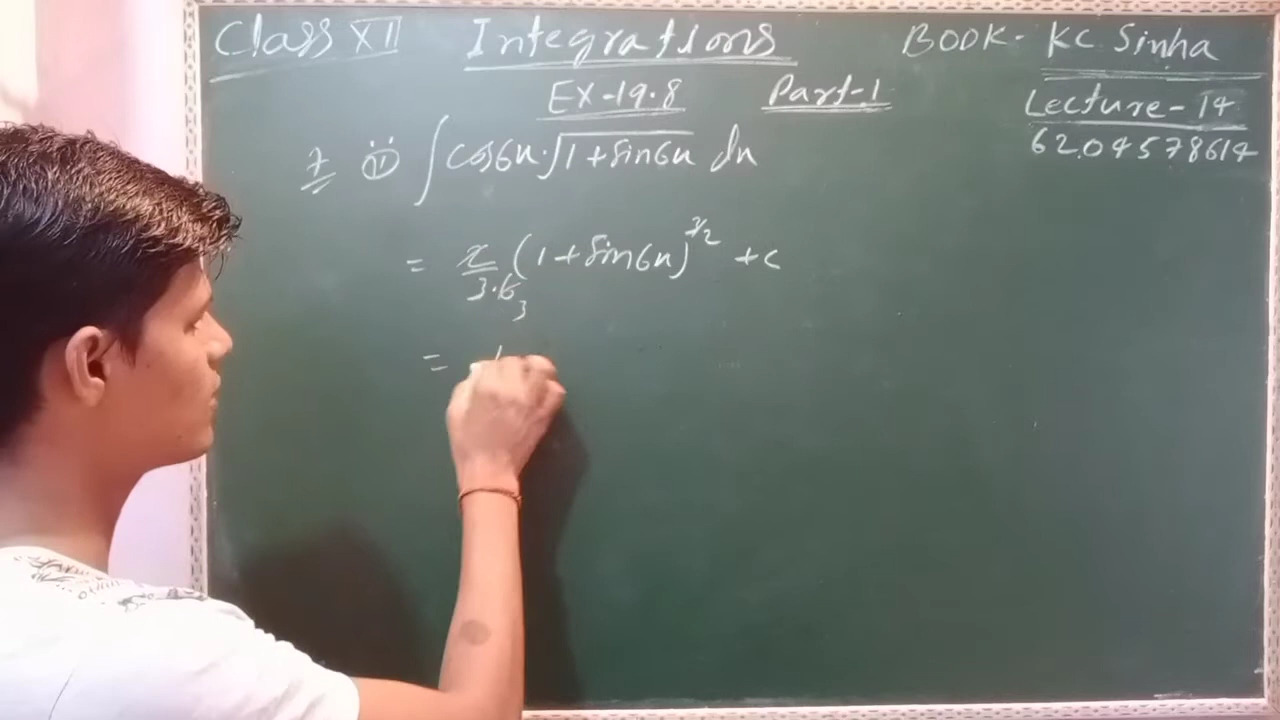 Class XII Integrations BOOK - KC Sinha
EX-19.8 Part-1 Lecture - 14
6204578614
7 (ii) ∫ cos6x·√(1+sin6x) dx
= 2/3·6 3 (1+sin6x)^3/2 + c
= 1